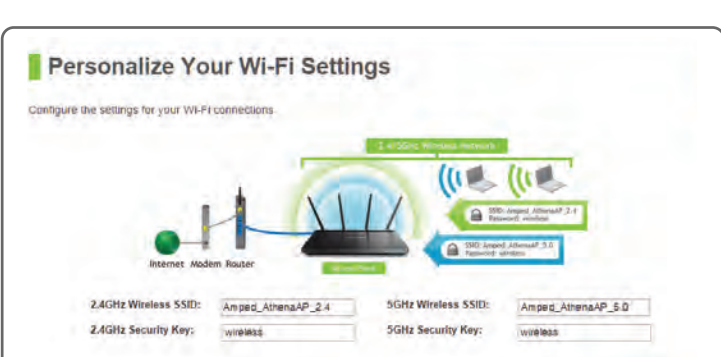 Personalize Your Wi-Fi Settings
Configure the settings for your Wi-Fi connections
2.4/5GHz Wireless Network
SSID: Amped_AthenaAP_2.4
Password: wireless
SSID: Amped_AthenaAP_5.0
Password: wireless
Internet Modem Router
2.4GHz Wireless SSID: Amped_AthenaAP_2.4 5GHz Wireless SSID: Amped_AthenaAP_5.0
2.4GHz Security Key: wireless 5GHz Security Key: wireless